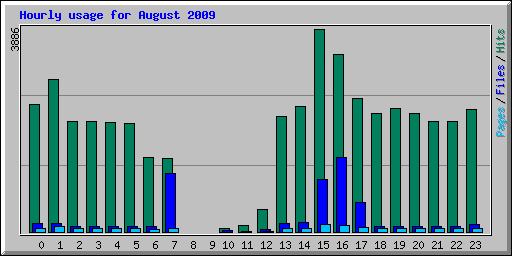 Hourly usage for August 2009
3886
Pages / Files / Hits
0 1 2 3 4 5 6 7 8 9 10 11 12 13 14 15 16 17 18 19 20 21 22 23